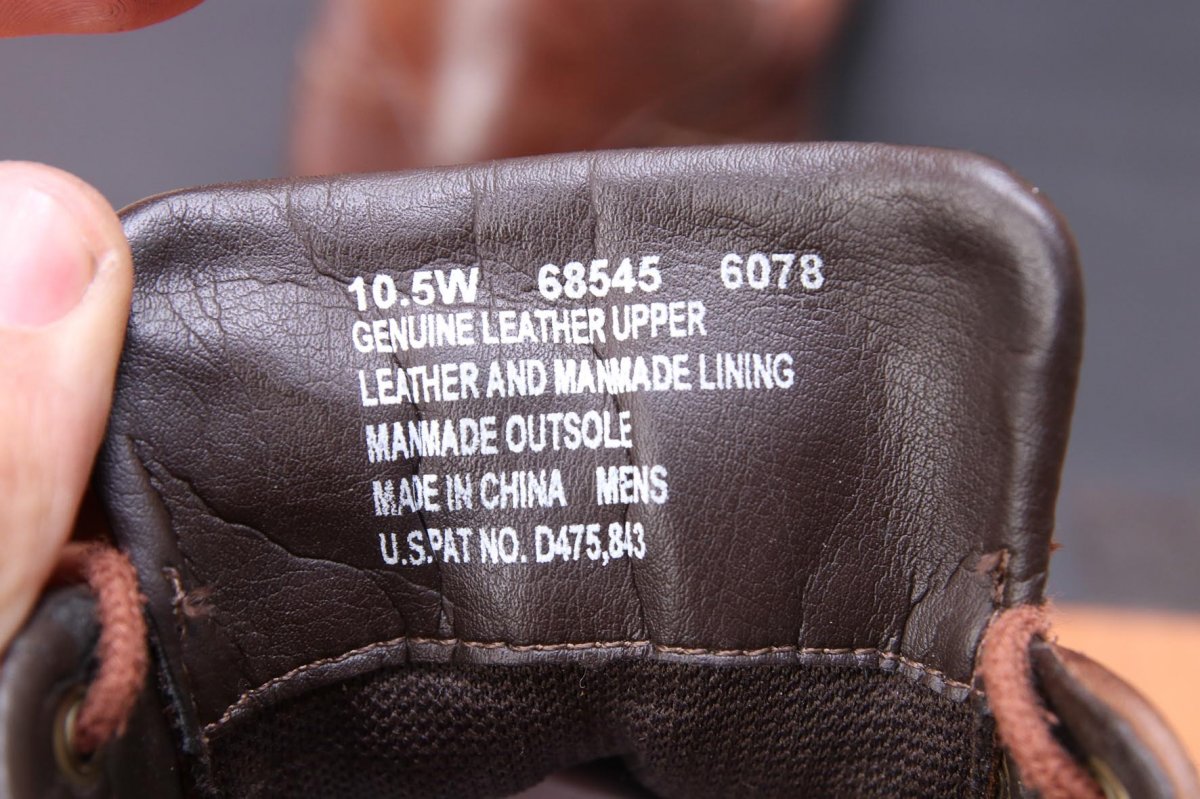 10.5W 68545 6078
GENUINE LEATHER UPPER
LEATHER AND MANMADE LINING
MANMADE OUTSOLE
MADE IN CHINA MENS
U.S.PAT NO. D475,843